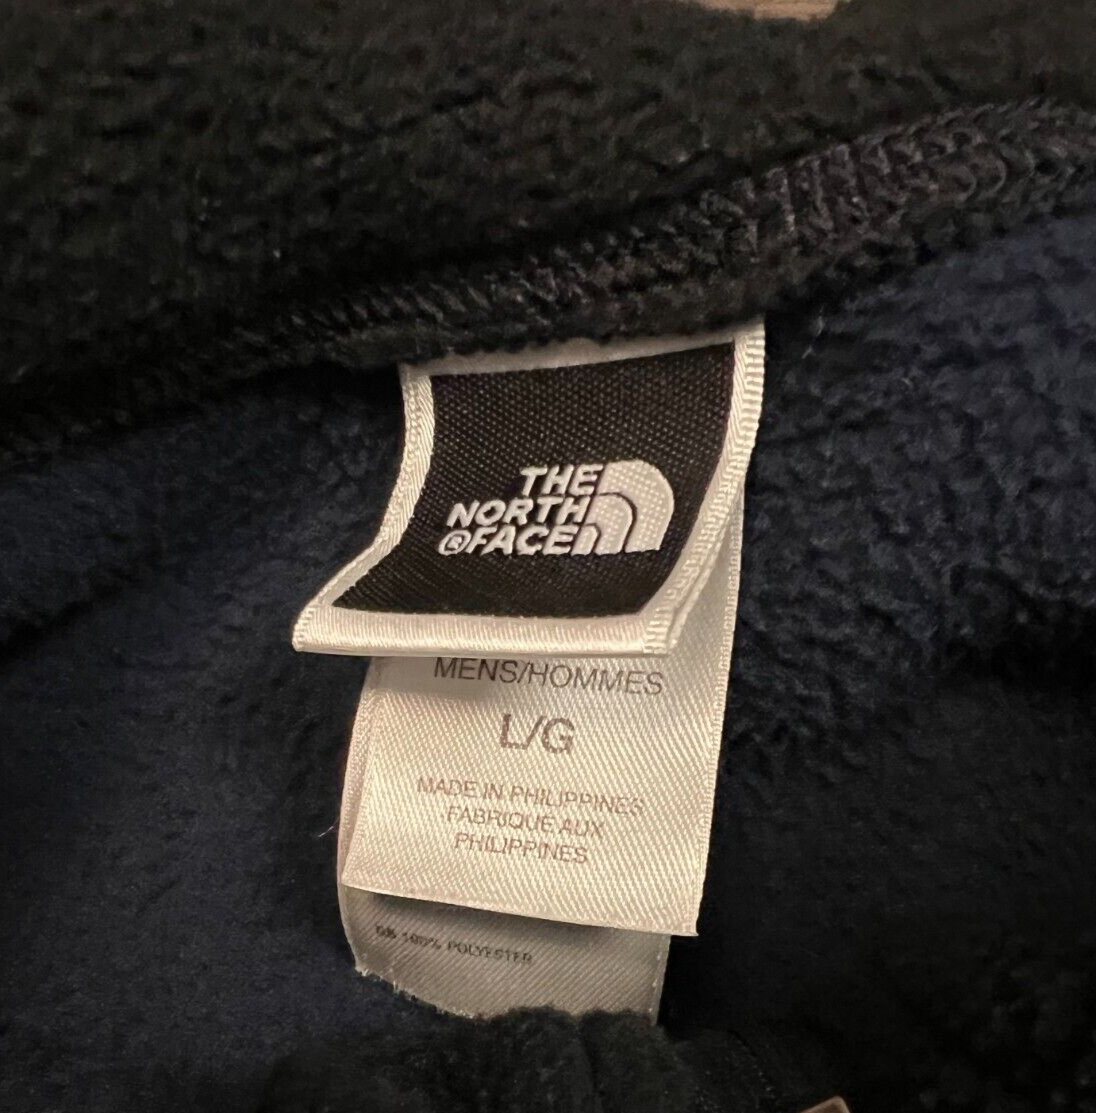 THE
NORTH
®FACE
MENS/HOMMES
L/G
MADE IN PHILIPPINES
FABRIQUE AUX
PHILIPPINES
100% POLYESTER